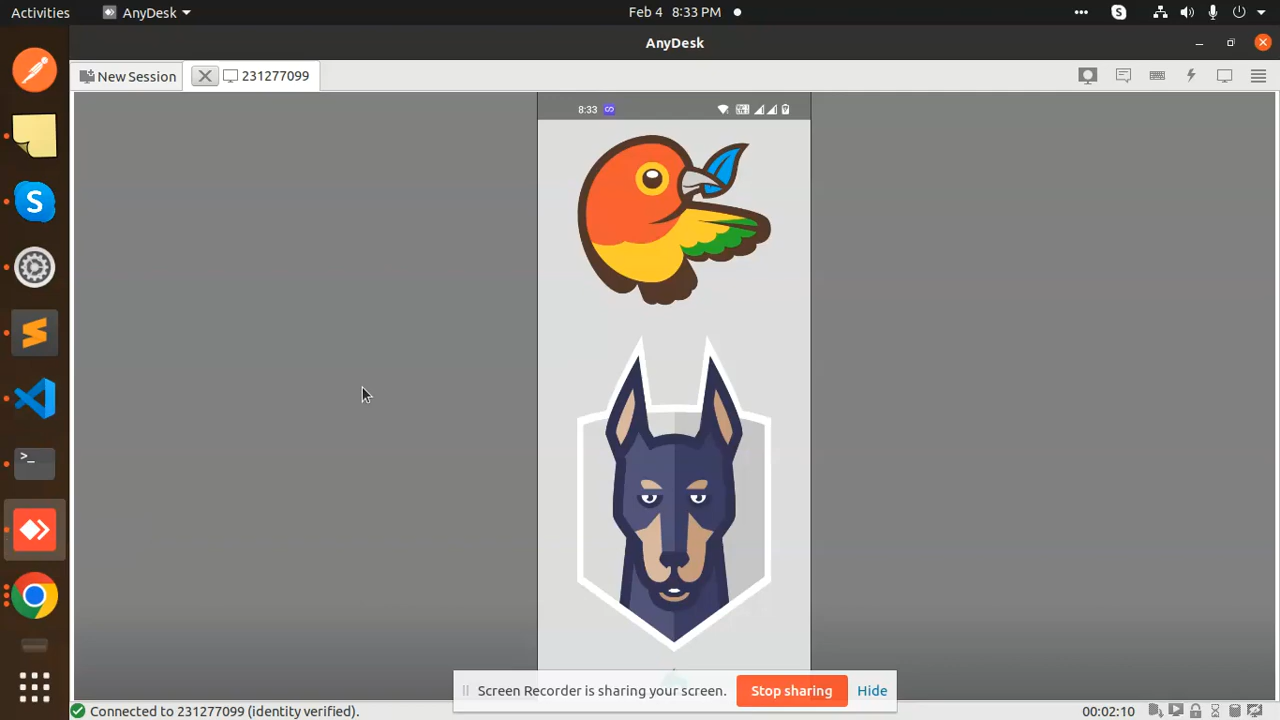 Activities
AnyDesk
Feb 4 8:33 PM
AnyDesk
New Session
231277099
8:33
Screen Recorder is sharing your screen.
Stop sharing
Hide
Connected to 231277099 (identity verified).
00:02:10